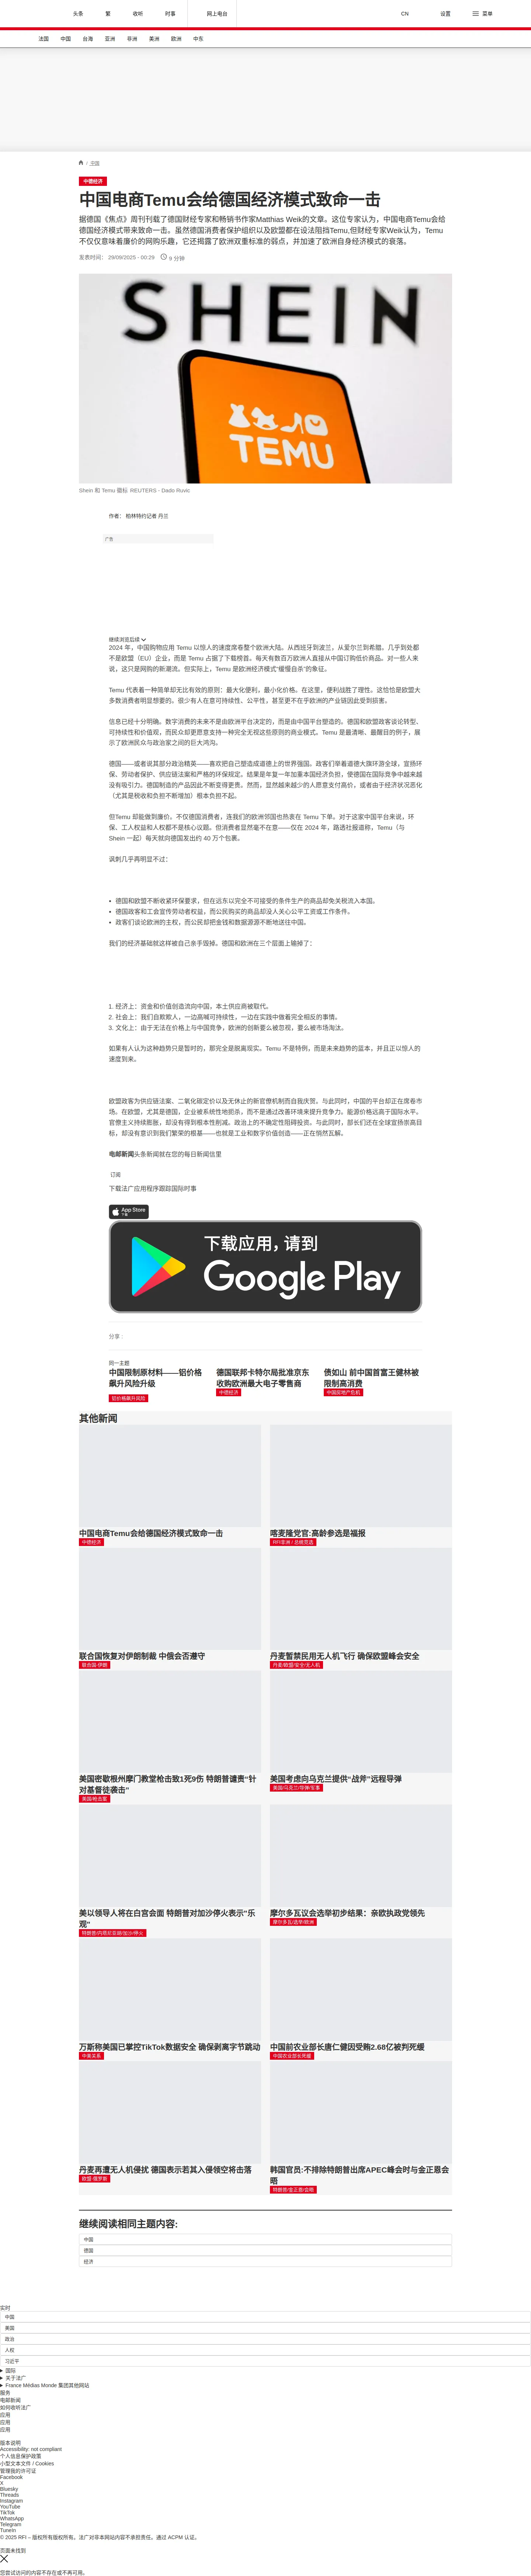 头条
繁
收听
时事
网上电台
CN
设置
菜单
法国
中国
台海
亚洲
非洲
美洲
欧洲
中东
/ 中国
中德经济
中国电商Temu会给德国经济模式致命一击
据德国《焦点》周刊刊载了德国财经专家和畅销书作家Matthias Weik的文章。这位专家认为，中国电商Temu会给
德国经济模式带来致命一击。虽然德国消费者保护组织以及欧盟都在设法阻挡Temu,但财经专家Weik认为，Temu
不仅仅意味着廉价的网购乐趣，它还揭露了欧洲双重标准的弱点，并加速了欧洲自身经济模式的衰落。
发表时间： 29/09/2025 - 00:29
9 分钟
SHEIN
TEMU
Shein 和 Temu 徽标 REUTERS - Dado Ruvic
作者： 柏林特约记者 丹兰
广告
继续浏览后续
2024 年，中国购物应用 Temu 以惊人的速度席卷整个欧洲大陆。从西班牙到波兰，从爱尔兰到希腊。几乎到处都
不是欧盟（EU）企业，而是 Temu 占据了下载榜首。每天有数百万欧洲人直接从中国订购低价商品。对一些人来
说，这只是网购的新潮流。但实际上，Temu 是欧洲经济模式“缓慢自杀”的象征。
Temu 代表着一种简单却无比有效的原则：最大化便利，最小化价格。在这里，便利战胜了理性。这恰恰是欧盟大
多数消费者明显想要的。很少有人在意可持续性、公平性，甚至更不在乎欧洲的产业链因此受到损害。
信息已经十分明确。数字消费的未来不是由欧洲平台决定的，而是由中国平台塑造的。德国和欧盟政客谈论转型、
可持续性和价值观，而民众却更愿意支持一种完全无视这些原则的商业模式。Temu 是最清晰、最醒目的例子，展
示了欧洲民众与政治家之间的巨大鸿沟。
德国——或者说其部分政治精英——喜欢把自己塑造成道德上的世界强国。政客们举着道德大旗环游全球，宣扬环
保、劳动者保护、供应链法案和严格的环保规定。结果是年复一年加重本国经济负担，使德国在国际竞争中越来越
没有吸引力。德国制造的产品因此不断变得更贵。然而，显然越来越少的人愿意支付高价，或者由于经济状况恶化
（尤其是税收和负担不断增加）根本负担不起。
但Temu 却能做到廉价。不仅德国消费者，连我们的欧洲邻国也热衷在 Temu 下单。对于这家中国平台来说，环
保、工人权益和人权都不是核心议题。但消费者显然毫不在意——仅在 2024 年，路透社报道称，Temu（与
Shein 一起）每天就向德国发出约 40 万个包裹。
讽刺几乎再明显不过：
• 德国和欧盟不断收紧环保要求，但在远东以完全不可接受的条件生产的商品却免关税流入本国。
• 德国政客和工会宣传劳动者权益，而公民购买的商品却没人关心公平工资或工作条件。
• 政客们谈论欧洲的主权，而公民却把金钱和数据源源不断地送往中国。
我们的经济基础就这样被自己亲手毁掉。德国和欧洲在三个层面上输掉了：
1. 经济上：资金和价值创造流向中国，本土供应商被取代。
2. 社会上：我们自欺欺人，一边高喊可持续性，一边在实践中做着完全相反的事情。
3. 文化上：由于无法在价格上与中国竞争，欧洲的创新要么被忽视，要么被市场淘汰。
如果有人认为这种趋势只是暂时的，那完全是脱离现实。Temu 不是特例，而是未来趋势的蓝本，并且正以惊人的
速度到来。
欧盟政客为供应链法案、二氧化碳定价以及无休止的新官僚机制而自我庆贺。与此同时，中国的平台却正在席卷市
场。在欧盟，尤其是德国，企业被系统性地扼杀，而不是通过改善环境来提升竞争力。能源价格远高于国际水平。
官僚主义持续膨胀，却没有得到根本性削减。政治上的不确定性阻碍投资。与此同时，部长们还在全球宣扬崇高目
标，却没有意识到我们繁荣的根基——也就是工业和数字价值创造——正在悄然瓦解。
电邮新闻头条新闻就在您的每日新闻信里
订阅
下载法广应用程序跟踪国际时事
App Store
下载
下载应用，请到
Google Play
分享 :
同一主题
中国限制原材料——铝价格
飙升风险升级
铝价格飙升风险
德国联邦卡特尔局批准京东
收购欧洲最大电子零售商
中德经济
债如山 前中国首富王健林被
限制高消费
中国房地产危机
其他新闻
中国电商Temu会给德国经济模式致命一击
中德经济
喀麦隆党官:高龄参选是福报
RFI非洲 / 总统竞选
联合国恢复对伊朗制裁 中俄会否遵守
联合国·伊朗
丹麦暂禁民用无人机飞行 确保欧盟峰会安全
丹麦/欧盟/安全/无人机
美国密歇根州摩门教堂枪击致1死9伤 特朗普谴责“针
对基督徒袭击”
美国/枪击案
美国考虑向乌克兰提供“战斧”远程导弹
美国/乌克兰/导弹/军事
美以领导人将在白宫会面 特朗普对加沙停火表示“乐
观”
特朗普/内塔尼亚胡/加沙/停火
摩尔多瓦议会选举初步结果：亲欧执政党领先
摩尔多瓦/选举/欧洲
万斯称美国已掌控TikTok数据安全 确保剥离字节跳动
中美关系
中国前农业部长唐仁健因受贿2.68亿被判死缓
中国农业部长死缓
丹麦再遭无人机侵扰 德国表示若其入侵领空将击落
欧盟·俄罗斯
韩国官员:不排除特朗普出席APEC峰会时与金正恩会
晤
特朗普/金正恩/会晤
继续阅读相同主题内容:
中国
德国
经济
实时
中国
美国
政治
人权
习近平
国际
关于法广
France Médias Monde 集团其他网站
服务
电邮新闻
如何收听法广
应用
应用
应用
版本说明
Accessibility: not compliant
个人信息保护政策
小型文本文件 / Cookies
管理我的许可证
Facebook
X
Bluesky
Threads
Instagram
YouTube
TikTok
WhatsApp
Telegram
TuneIn
© 2025 RFI – 版权所有版权所有。法广对非本网站内容不承担责任。通过 ACPM 认证。
页面未找到
您尝试访问的内容不存在或不再可用。